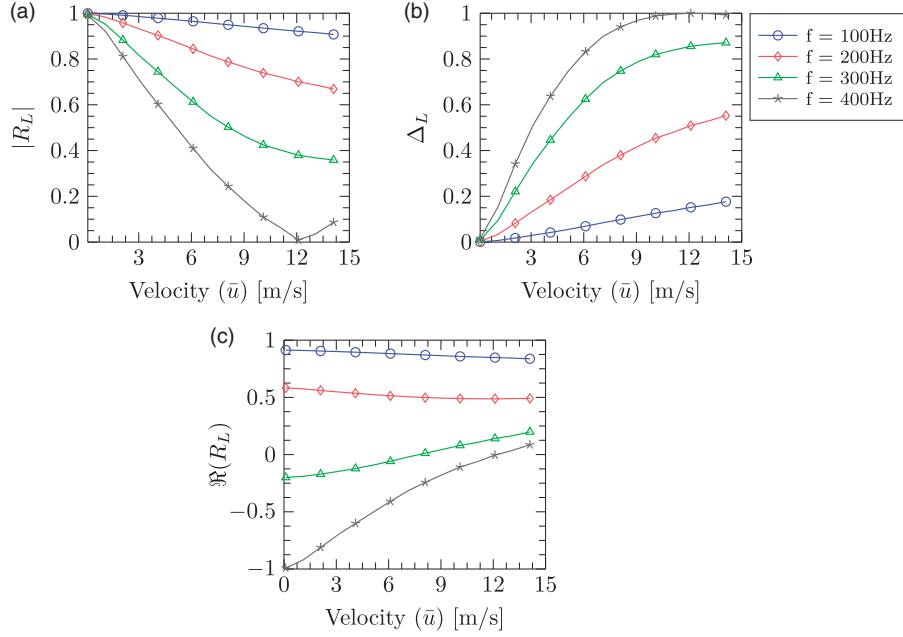 (a)
1
0.8
0.6
0.4
0.2
0
|R_L|
3 6 9 12 15
Velocity (ū) [m/s]
(b)
1
0.8
0.6
0.4
0.2
0
Δ_L
3 6 9 12 15
Velocity (ū) [m/s]
f = 100Hz
f = 200Hz
f = 300Hz
f = 400Hz
(c)
1
0.5
0
−0.5
−1
ℜ(R_L)
0 3 6 9 12 15
Velocity (ū) [m/s]